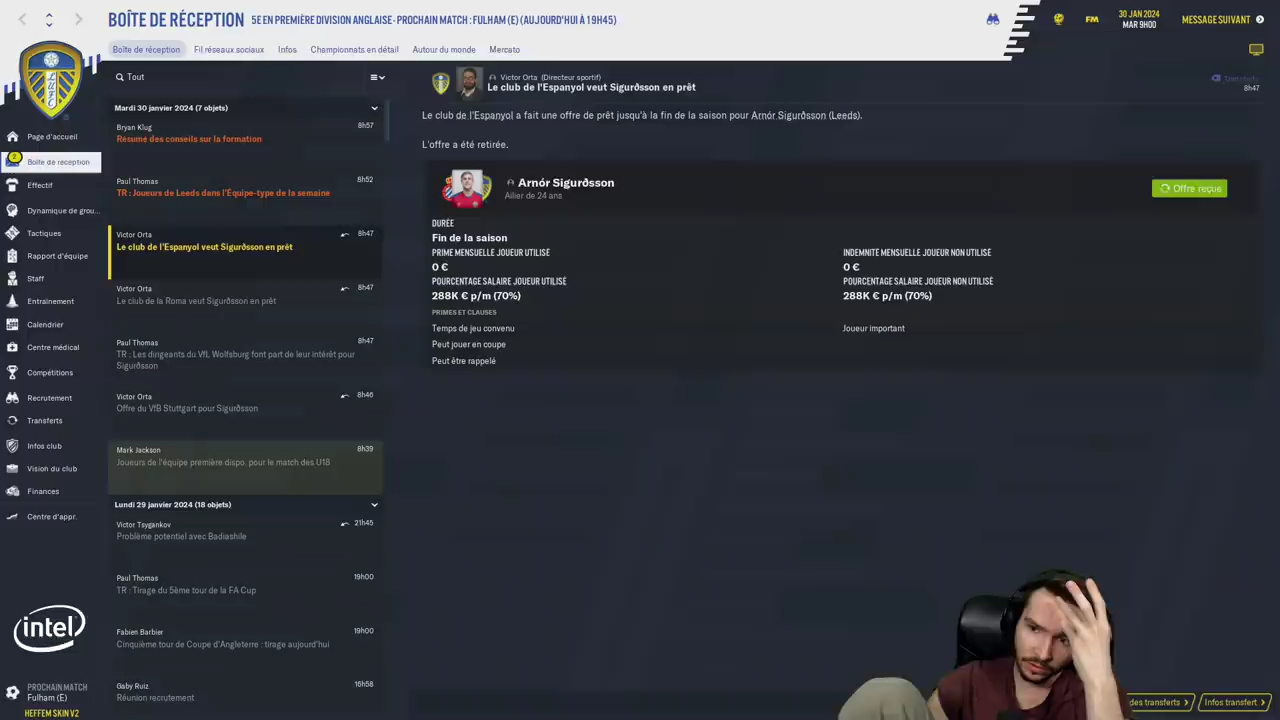 BOÎTE DE RÉCEPTION
5E EN PREMIÈRE DIVISION ANGLAISE - PROCHAIN MATCH : FULHAM (E) (AUJOURD'HUI À 19H45)
FM
30 JAN 2024
MAR 9H00
MESSAGE SUIVANT
Boîte de réception
Fil réseaux sociaux
Infos
Championnats en détail
Autour du monde
Mercato
Page d'accueil
2
Boîte de réception
Effectif
Dynamique de grou...
Tactiques
Rapport d'équipe
Staff
Entraînement
Calendrier
Centre médical
Compétitions
Recrutement
Transferts
Infos club
Vision du club
Finances
Centre d'appr.
intel
PROCHAIN MATCH
Fulham (E)
HEFFEM SKIN V2
Tout
Mardi 30 janvier 2024 (7 objets)
Bryan Klug
8h57
Résumé des conseils sur la formation
Paul Thomas
8h52
TR : Joueurs de Leeds dans l'Équipe-type de la semaine
Victor Orta
8h47
Le club de l'Espanyol veut Sigurðsson en prêt
Victor Orta
8h47
Le club de la Roma veut Sigurðsson en prêt
Paul Thomas
8h47
TR : Les dirigeants du VfL Wolfsburg font part de leur intérêt pour
Sigurðsson
Victor Orta
8h46
Offre du VfB Stuttgart pour Sigurðsson
Mark Jackson
8h39
Joueurs de l'équipe première dispo. pour le match des U18
Lundi 29 janvier 2024 (18 objets)
Victor Tsygankov
21h45
Problème potentiel avec Badiashile
Paul Thomas
19h00
TR : Tirage du 5ème tour de la FA Cup
Fabien Barbier
19h00
Cinquième tour de Coupe d'Angleterre : tirage aujourd'hui
Gaby Ruiz
16h58
Réunion recrutement
Victor Orta (Directeur sportif)
Le club de l'Espanyol veut Sigurðsson en prêt
Transferts
8h47
Le club de l'Espanyol a fait une offre de prêt jusqu'à la fin de la saison pour Arnór Sigurðsson (Leeds).
L'offre a été retirée.
Arnór Sigurðsson
Ailier de 24 ans
Offre reçue
DURÉE
Fin de la saison
PRIME MENSUELLE JOUEUR UTILISÉ
INDEMNITE MENSUELLE JOUEUR NON UTILISÉ
0 €
0 €
POURCENTAGE SALAIRE JOUEUR UTILISÉ
POURCENTAGE SALAIRE JOUEUR NON UTILISÉ
288K € p/m (70%)
288K € p/m (70%)
PRIMES ET CLAUSES
Temps de jeu convenu
Joueur important
Peut jouer en coupe
Peut être rappelé
des transferts
Infos transfert